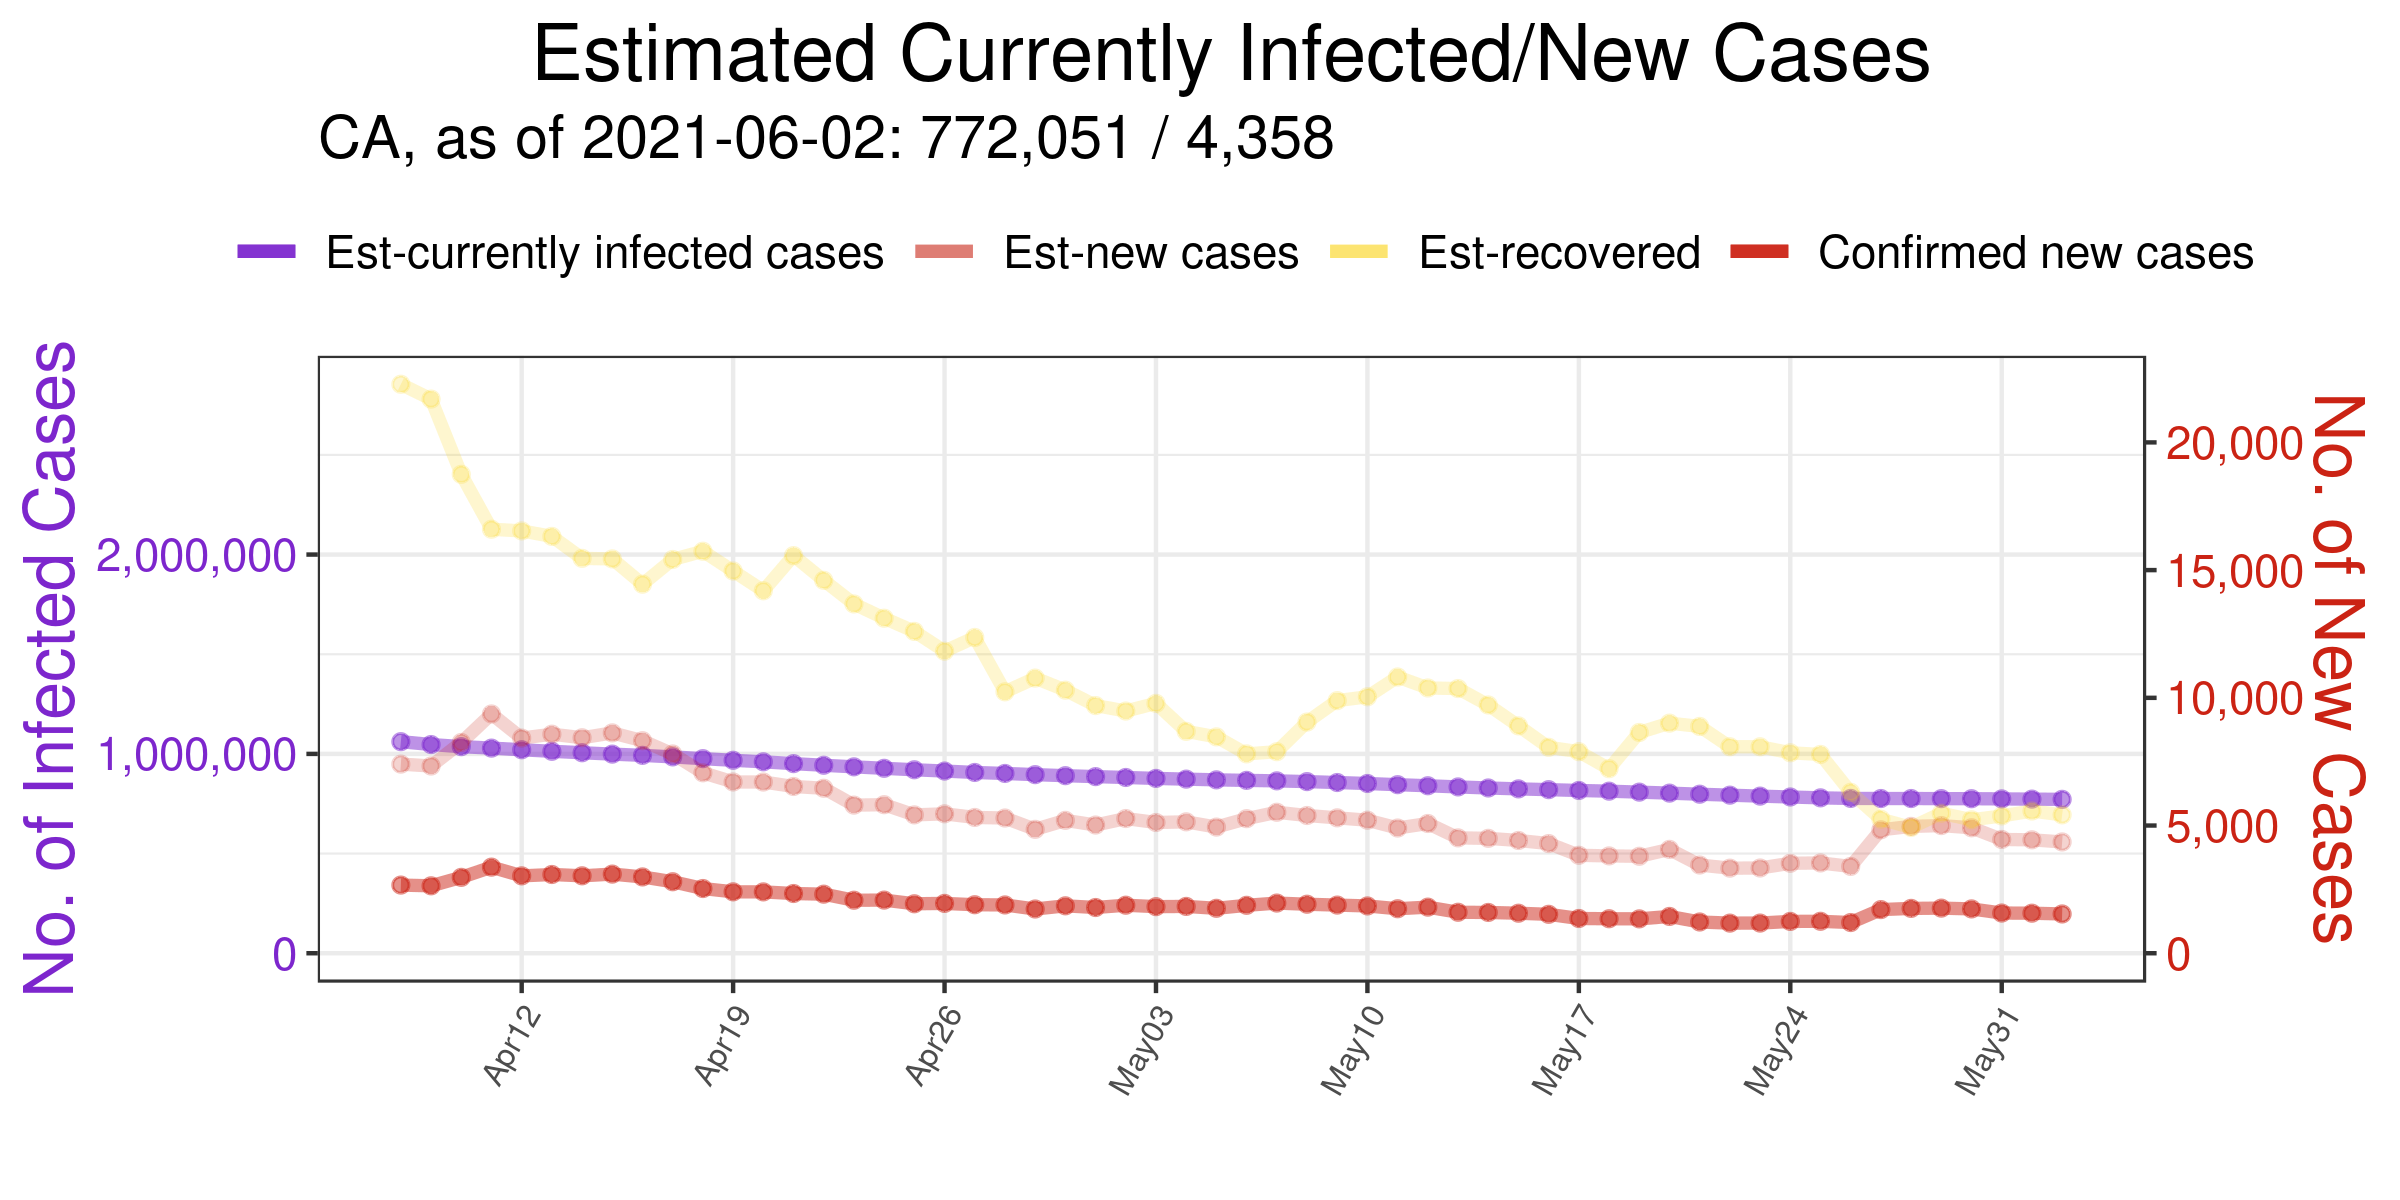 Estimated Currently Infected/New Cases
CA, as of 2021-06-02: 772,051 / 4,358
Est-currently infected cases Est-new cases Est-recovered Confirmed new cases
No. of Infected Cases
2,000,000
1,000,000
0
20,000
15,000
10,000
5,000
0
No. of New Cases
Apr12 Apr19 Apr26 May03 May10 May17 May24 May31